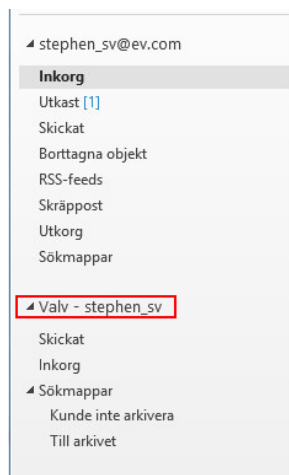 stephen_sv@ev.com
Inkorg
Utkast [1]
Skickat
Borttagna objekt
RSS-feeds
Skräppost
Utkorg
Sökmappar
Valv - stephen_sv
Skickat
Inkorg
Sökmappar
Kunde inte arkivera
Till arkivet